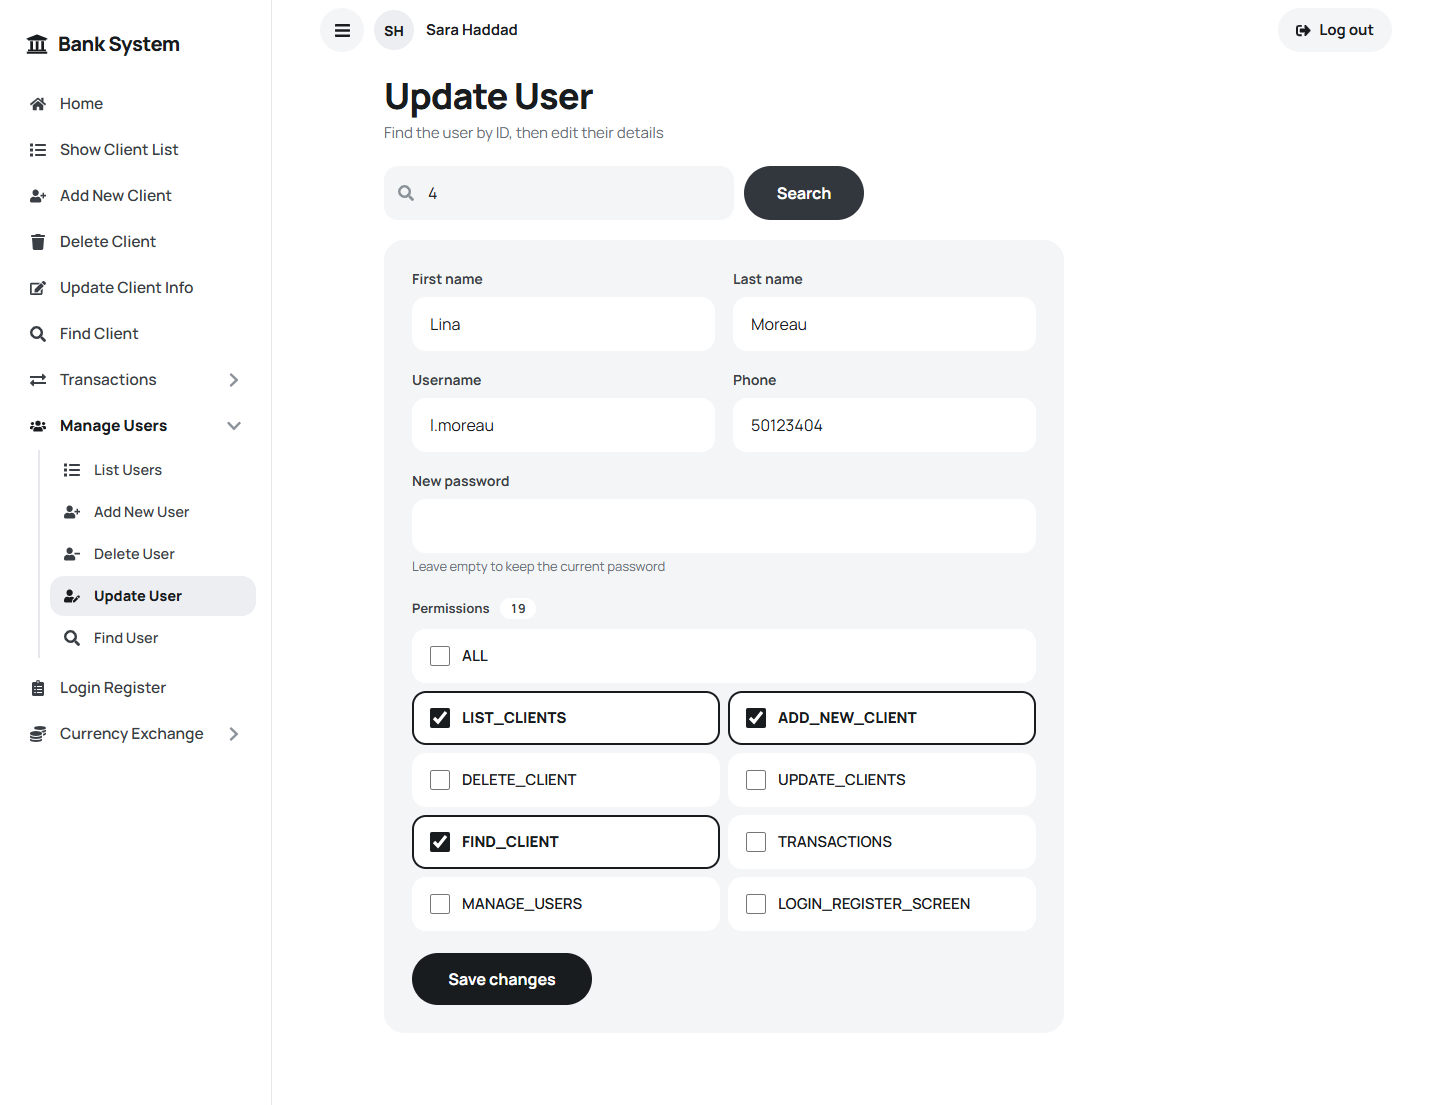 Bank System
Home
Show Client List
Add New Client
Delete Client
Update Client Info
Find Client
Transactions
Manage Users
List Users
Add New User
Delete User
Update User
Find User
Login Register
Currency Exchange
SH Sara Haddad
Log out
Update User
Find the user by ID, then edit their details
4 Search
First name Last name
Lina Moreau
Username Phone
l.moreau 50123404
New password
Leave empty to keep the current password
Permissions 19
ALL
LIST_CLIENTS ADD_NEW_CLIENT
DELETE_CLIENT UPDATE_CLIENTS
FIND_CLIENT TRANSACTIONS
MANAGE_USERS LOGIN_REGISTER_SCREEN
Save changes